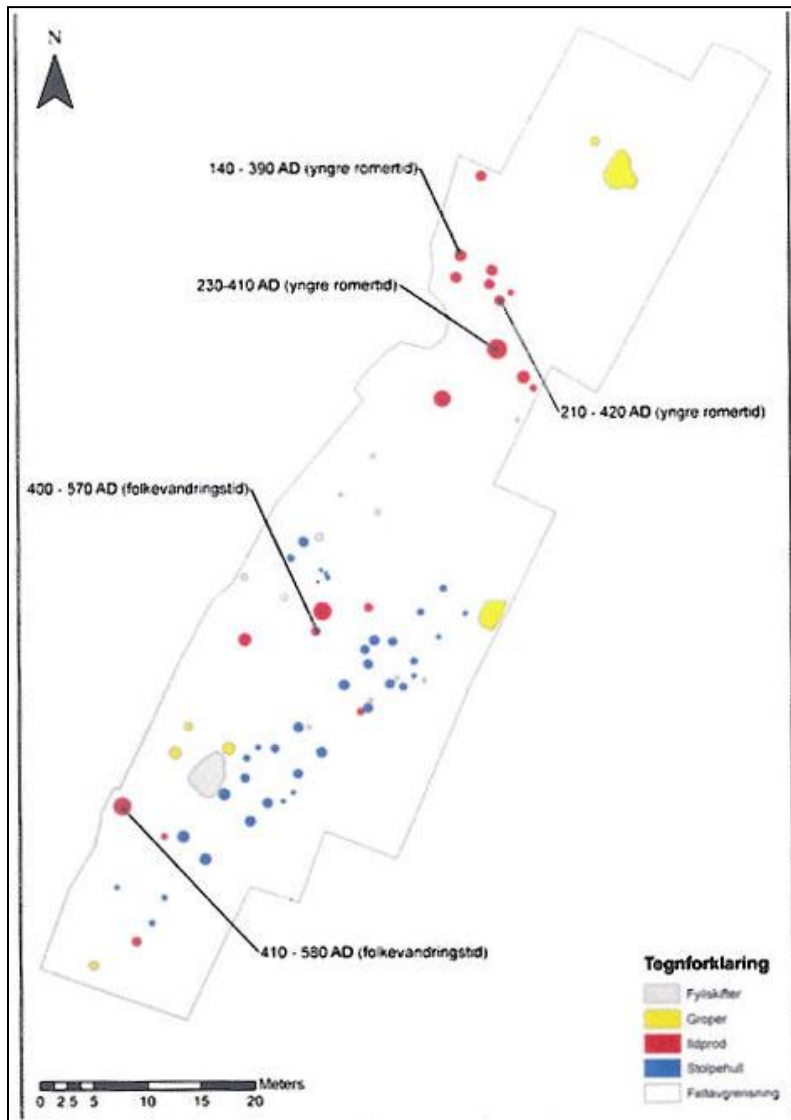 N
140 - 390 AD (yngre romertid)
230-410 AD (yngre romertid)
210 - 420 AD (yngre romertid)
400 - 570 AD (folkevandringstid)
410 - 580 AD (folkevandringstid)
Tegnforklaring
Fyllskifter
Groper
Ildprod
Stolpehull
Feltavgrensning
Meters
0 2.5 5 10 15 20